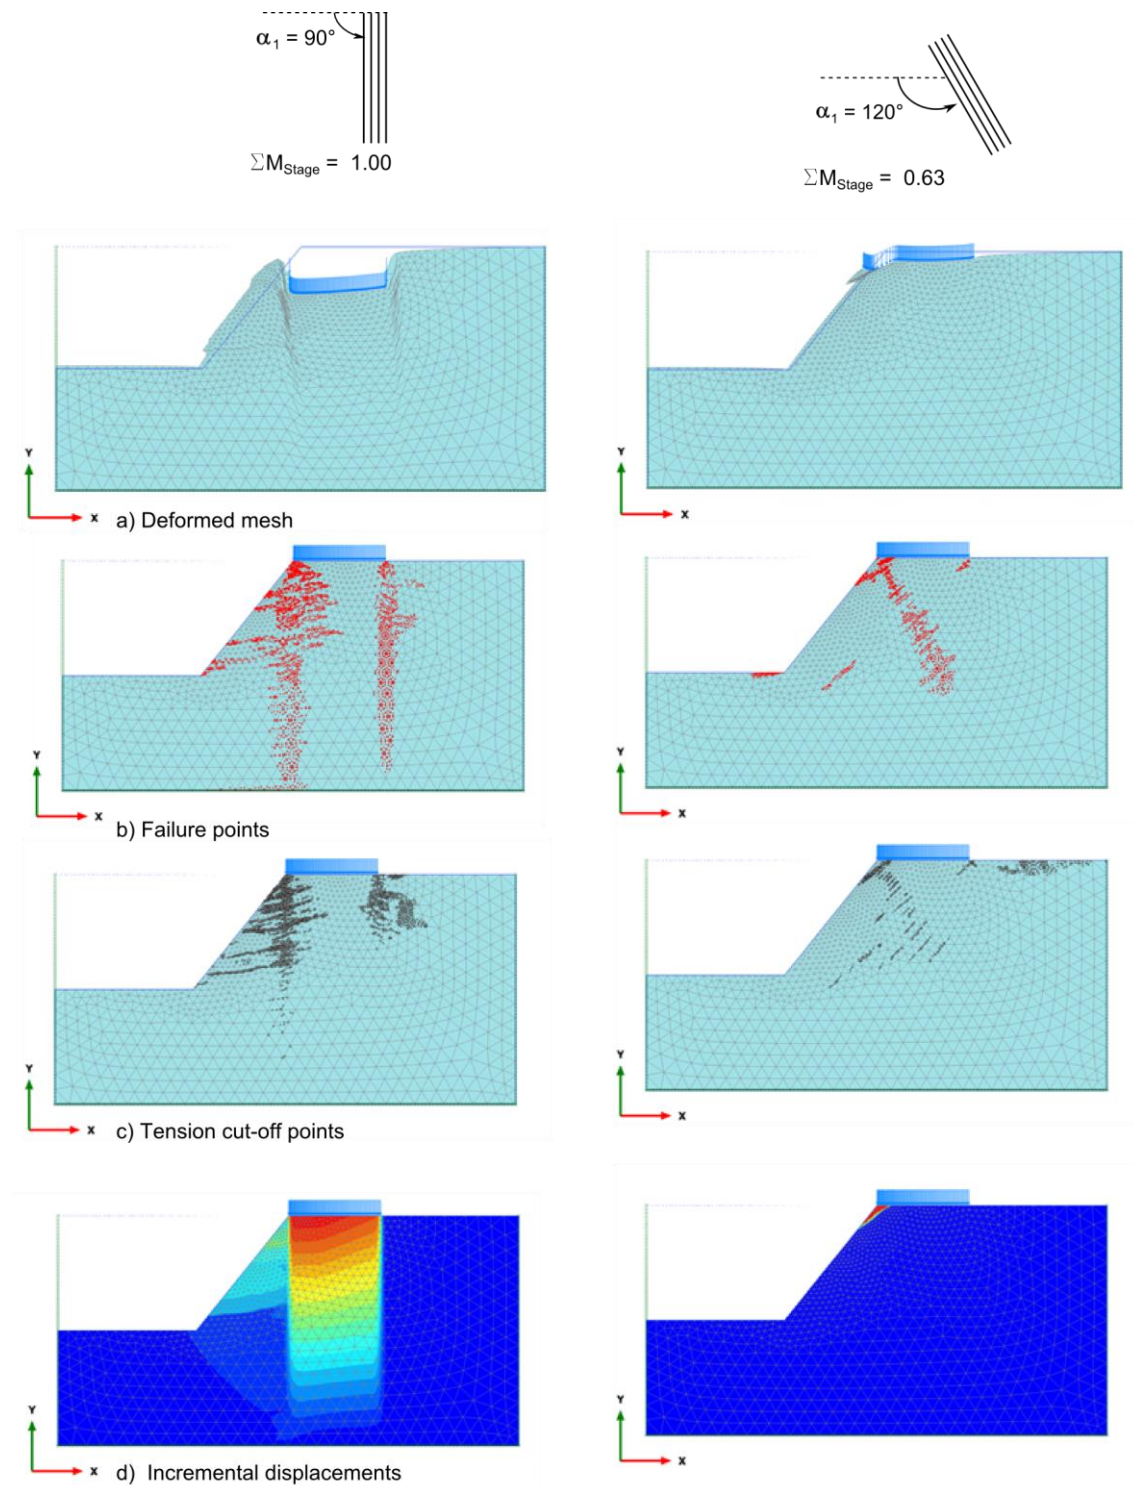 α1 = 90°
ΣMStage = 1.00
α1 = 120°
ΣMStage = 0.63
Y
X
a) Deformed mesh
Y
X
Y
X
b) Failure points
Y
X
Y
X
c) Tension cut-off points
Y
X
Y
X
d) Incremental displacements
Y
X